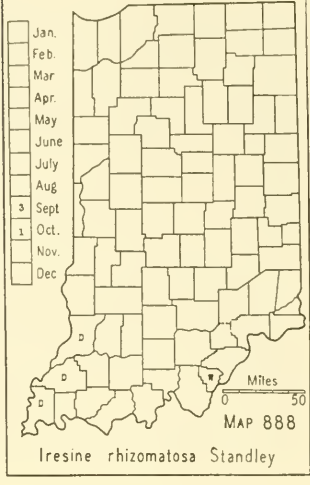 Jan.
Feb.
Mar
Apr.
May
June
July
Aug
3 Sept
1 Oct.
Nov.
Dec
D
D
D
W
Miles
0 50
MAP 888
Iresine rhizomatosa Standley